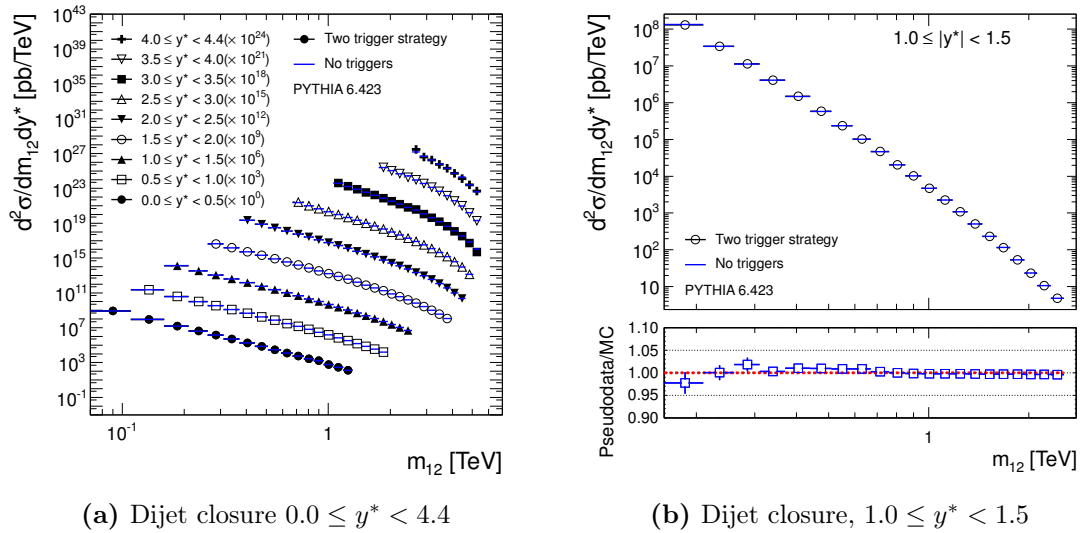 10^43
10^39
10^35
10^31
10^27
10^23
10^19
10^15
10^11
10^7
10^3
10^-1
d²σ/dm₁₂dy* [pb/TeV]
4.0 ≤ y* < 4.4(× 10^24)
3.5 ≤ y* < 4.0(× 10^21)
3.0 ≤ y* < 3.5(× 10^18)
2.5 ≤ y* < 3.0(× 10^15)
2.0 ≤ y* < 2.5(× 10^12)
1.5 ≤ y* < 2.0(× 10^9)
1.0 ≤ y* < 1.5(× 10^6)
0.5 ≤ y* < 1.0(× 10^3)
0.0 ≤ y* < 0.5(× 10^0)
Two trigger strategy
No triggers
PYTHIA 6.423
10^-1
1
m₁₂ [TeV]
(a) Dijet closure 0.0 ≤ y* < 4.4
10^8
10^7
10^6
10^5
10^4
10^3
10^2
10
d²σ/dm₁₂dy* [pb/TeV]
1.0 ≤ |y*| < 1.5
Two trigger strategy
No triggers
PYTHIA 6.423
1.10
1.05
1.00
0.95
0.90
Pseudodata/MC
1
m₁₂ [TeV]
(b) Dijet closure, 1.0 ≤ y* < 1.5